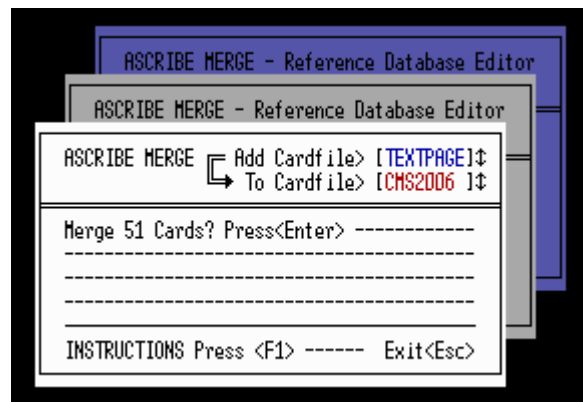 ASCRIBE MERGE - Reference Database Editor
ASCRIBE MERGE - Reference Database Editor
ASCRIBE MERGE Add Cardfile> [TEXTPAGE]↕
To Cardfile> [CMS2006 ]↕
Merge 51 Cards? Press<Enter> ------------
-----------------------------------------
-----------------------------------------
-----------------------------------------
INSTRUCTIONS Press <F1> ------ Exit<Esc>